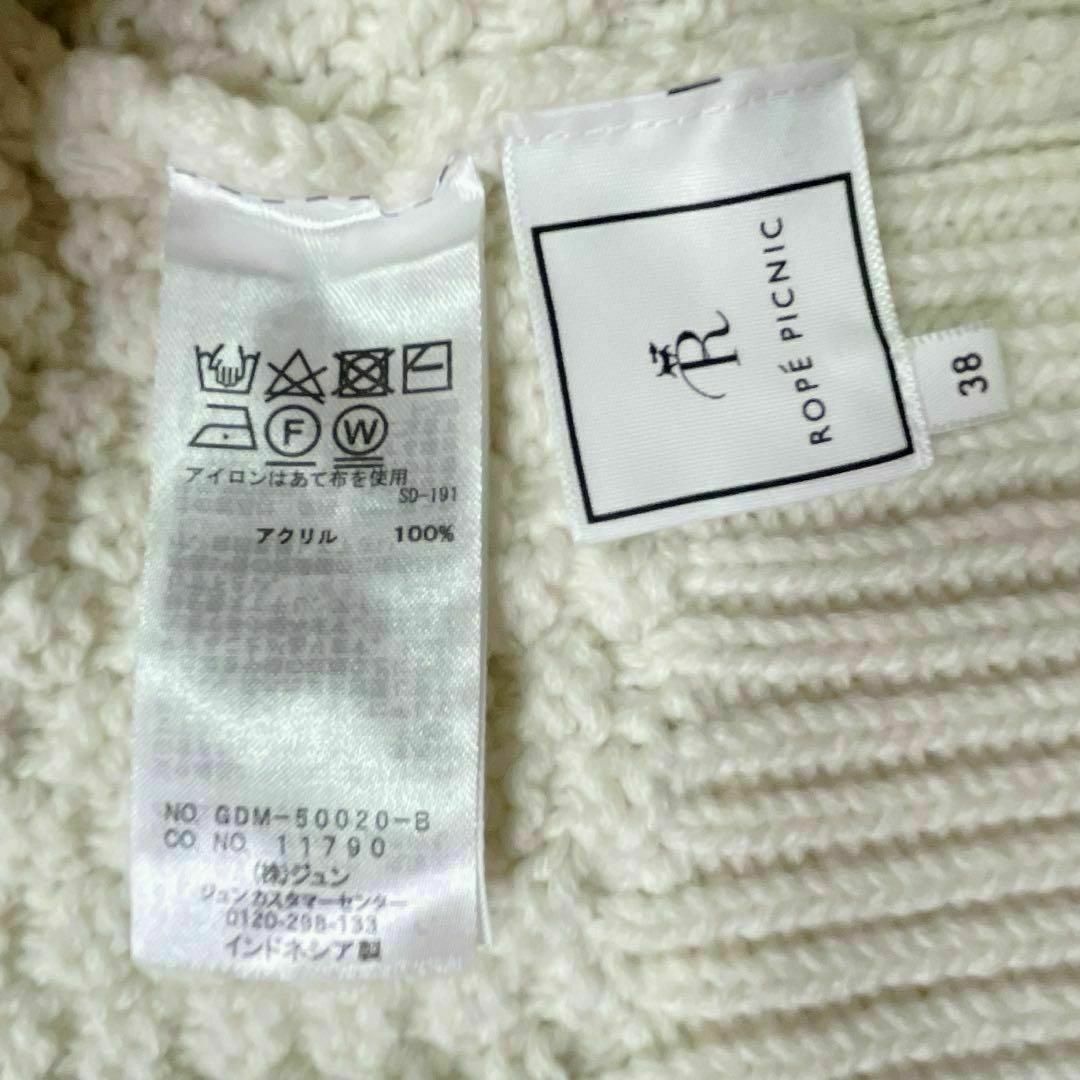 F W
アイロンはあて布を使用
SD-191
アクリル 100%
NO. GDM-50020-B
CO. NO. 11790
(株)ジュン
ジュンカスタマーセンター
0120-298-133
インドネシア製
R
ROPÉ PICNIC
38